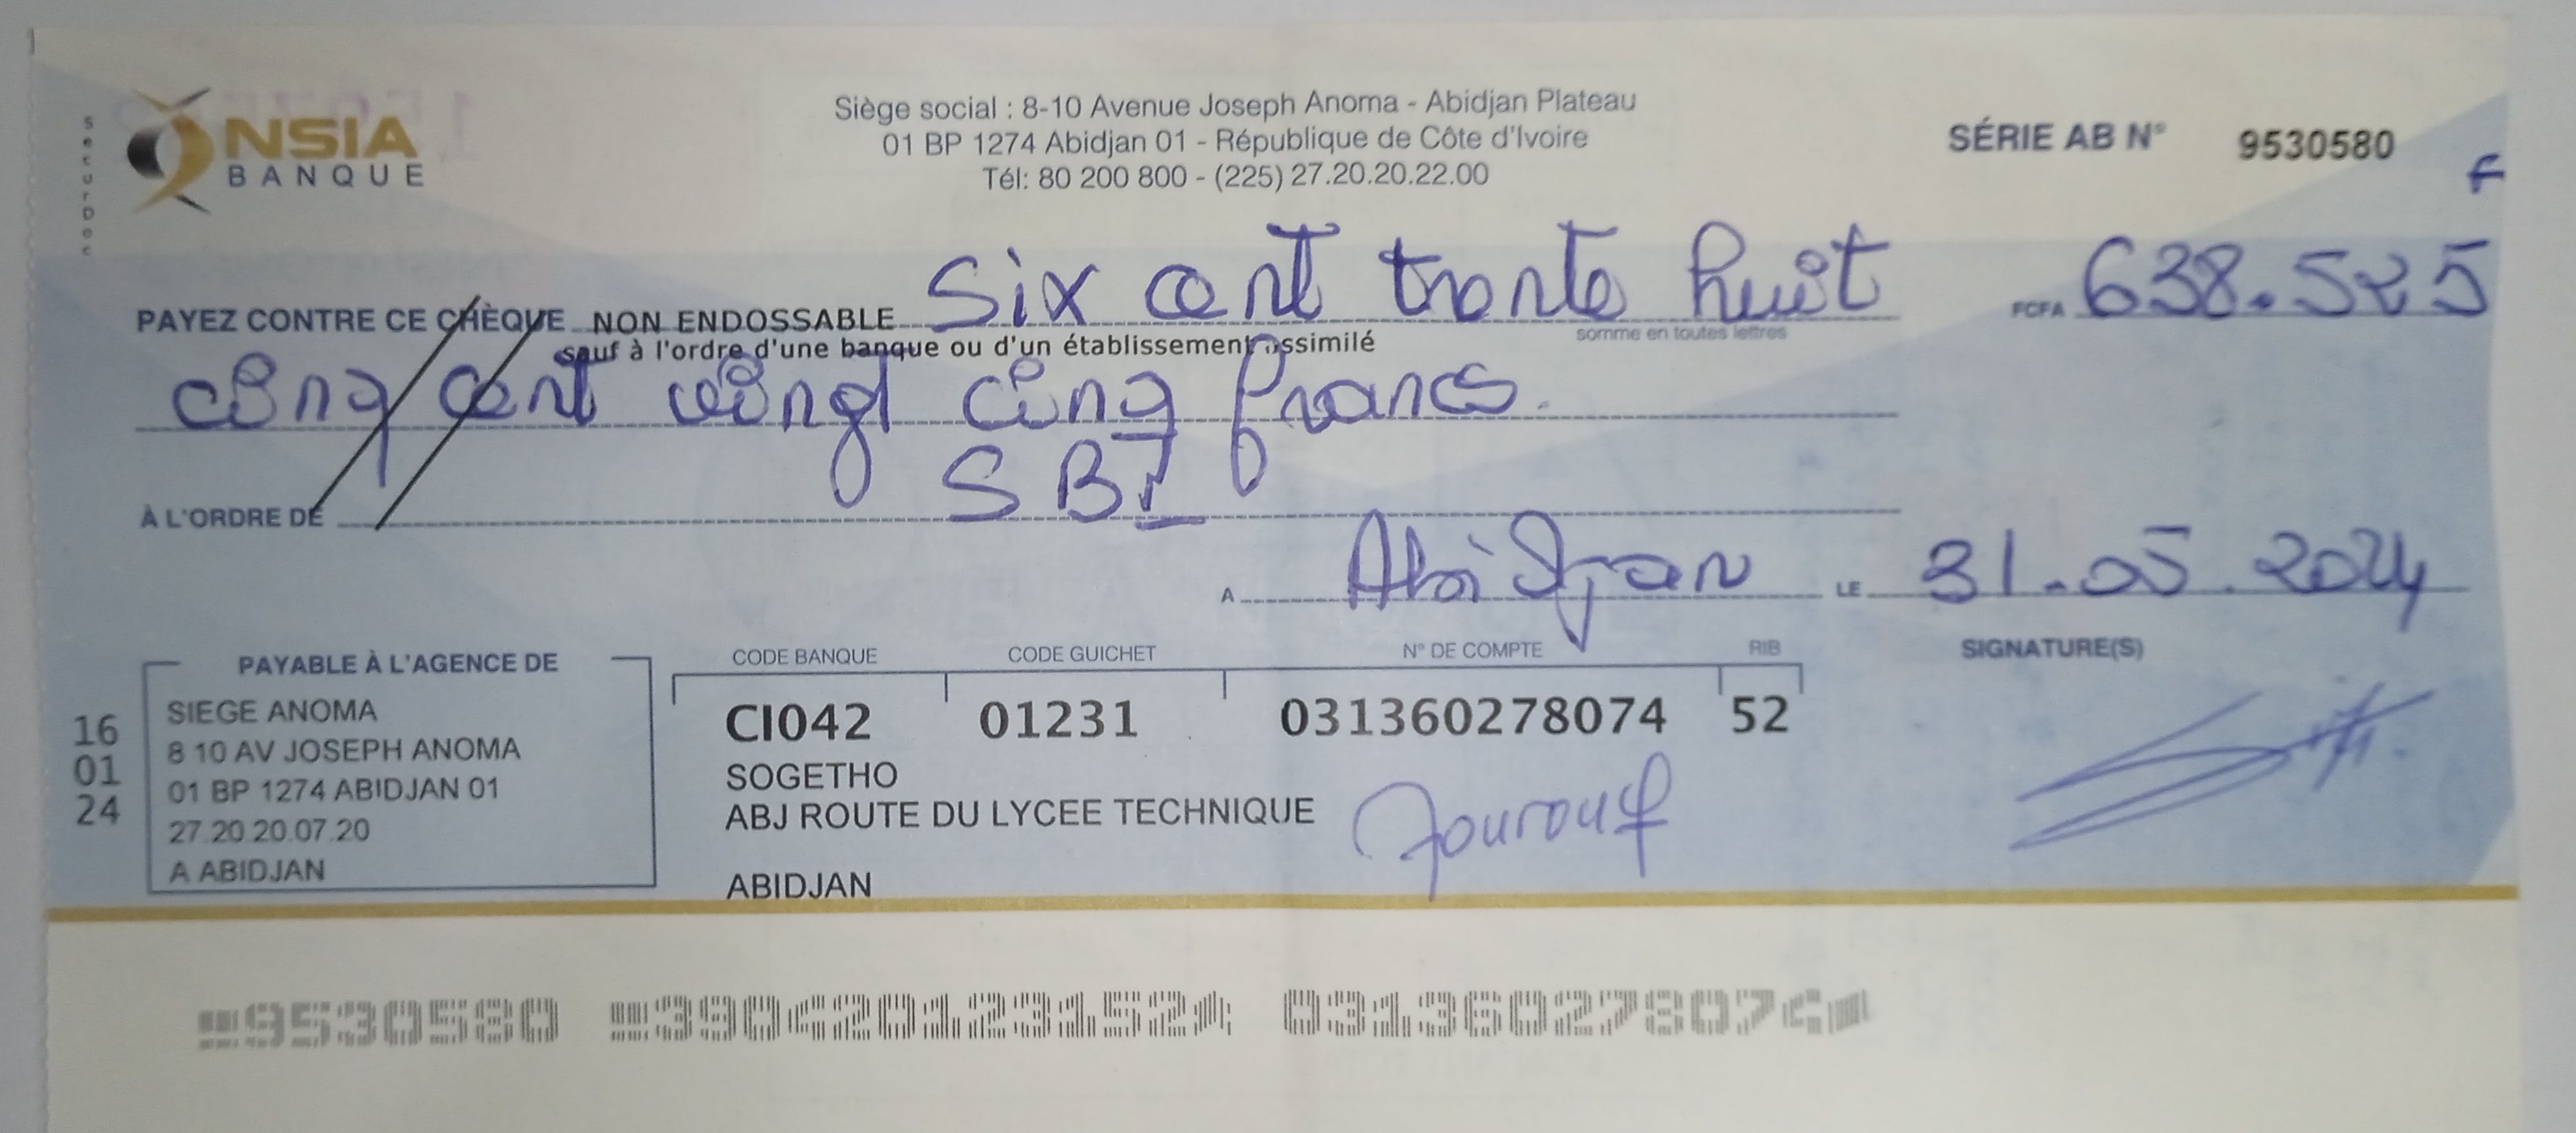 securDoc
NSIA
BANQUE
Siège social : 8-10 Avenue Joseph Anoma - Abidjan Plateau
01 BP 1274 Abidjan 01 - République de Côte d'Ivoire
Tél: 80 200 800 - (225) 27.20.20.22.00
SÉRIE AB N° 9530580
F
PAYEZ CONTRE CE CHÈQUE NON ENDOSSABLE Six cent trente huit FCFA 638.525
sauf à l'ordre d'une banque ou d'un établissement assimilé somme en toutes lettres
cinq cent vingt cinq francs.
À L'ORDRE DE SBI
A Abidjan LE 31.05.2024
PAYABLE À L'AGENCE DE
SIEGE ANOMA
8 10 AV JOSEPH ANOMA
01 BP 1274 ABIDJAN 01
27.20.20.07.20
A ABIDJAN
16
01
24
CODE BANQUE CODE GUICHET N° DE COMPTE RIB
CI042 01231 031360278074 52
SOGETHO
ABJ ROUTE DU LYCEE TECHNIQUE
ABIDJAN
SIGNATURE(S)
9530580 390420123152 031360278074